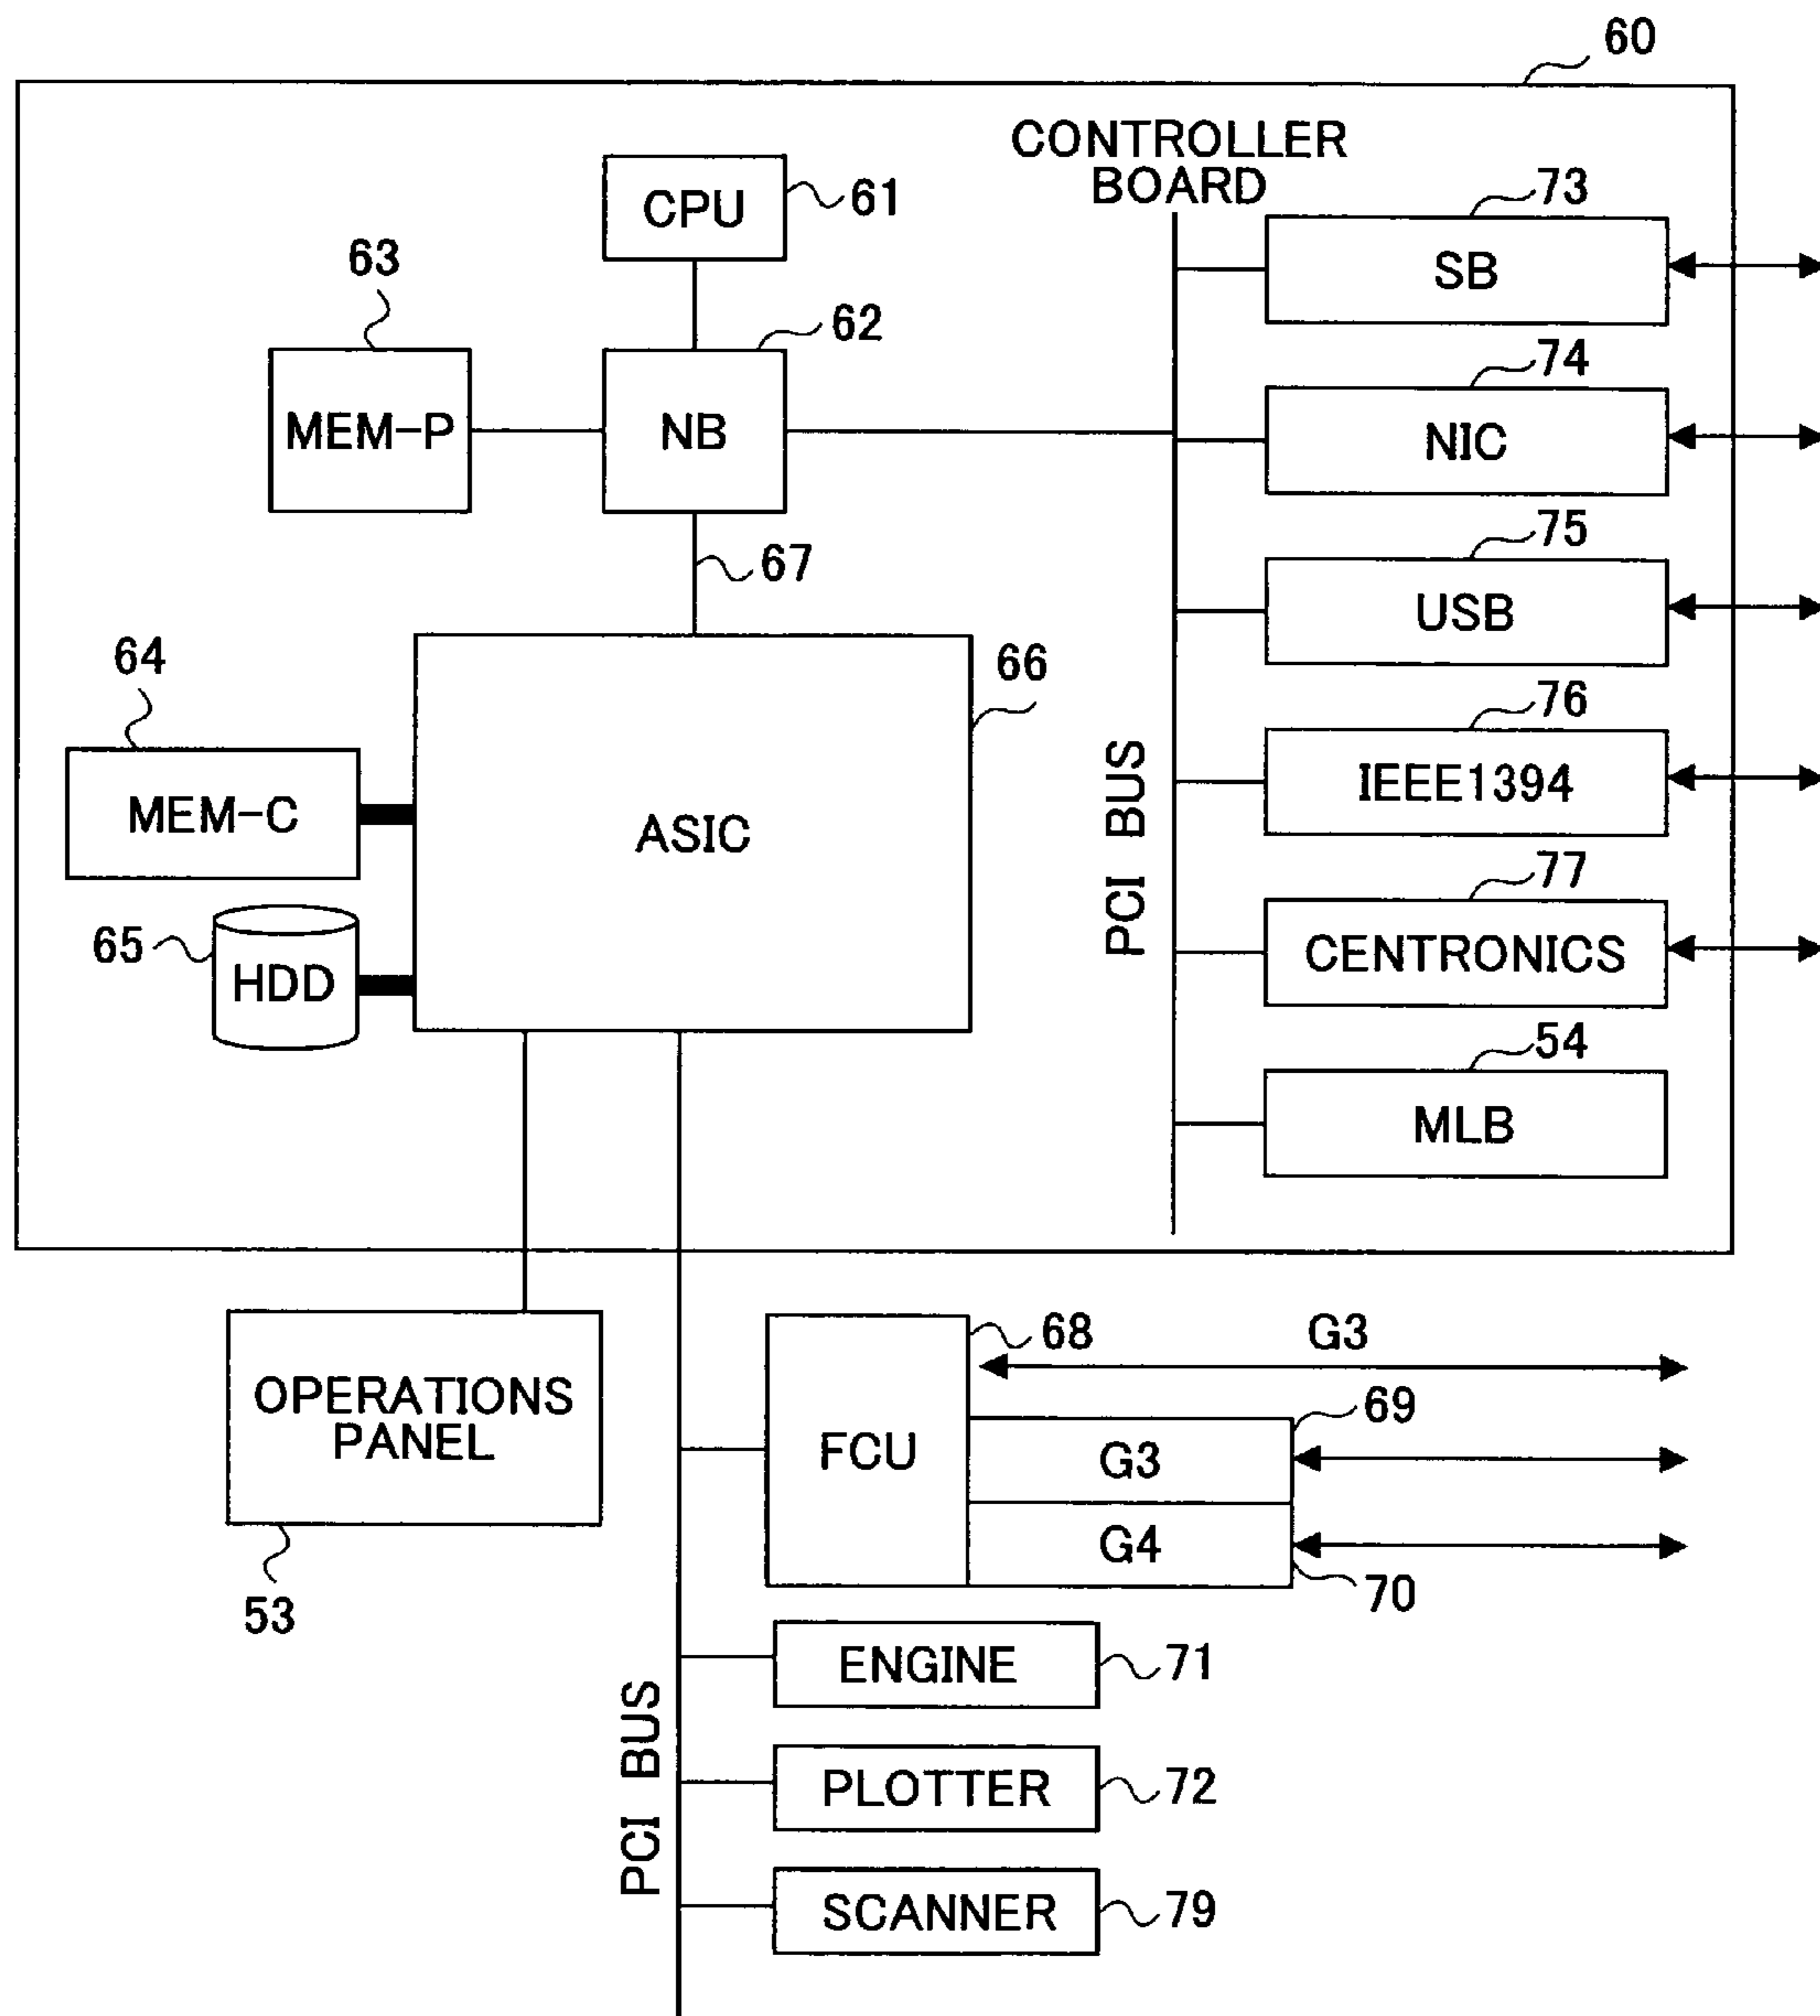 60
CONTROLLER
BOARD
CPU
61
73
SB
63
62
MEM-P
NB
74
NIC
67
75
USB
64
66
76
IEEE1394
MEM-C
ASIC
PCI BUS
77
CENTRONICS
65
HDD
54
MLB
68
G3
OPERATIONS
PANEL
FCU
69
G3
G4
70
53
ENGINE
71
PCI BUS
PLOTTER
72
SCANNER
79